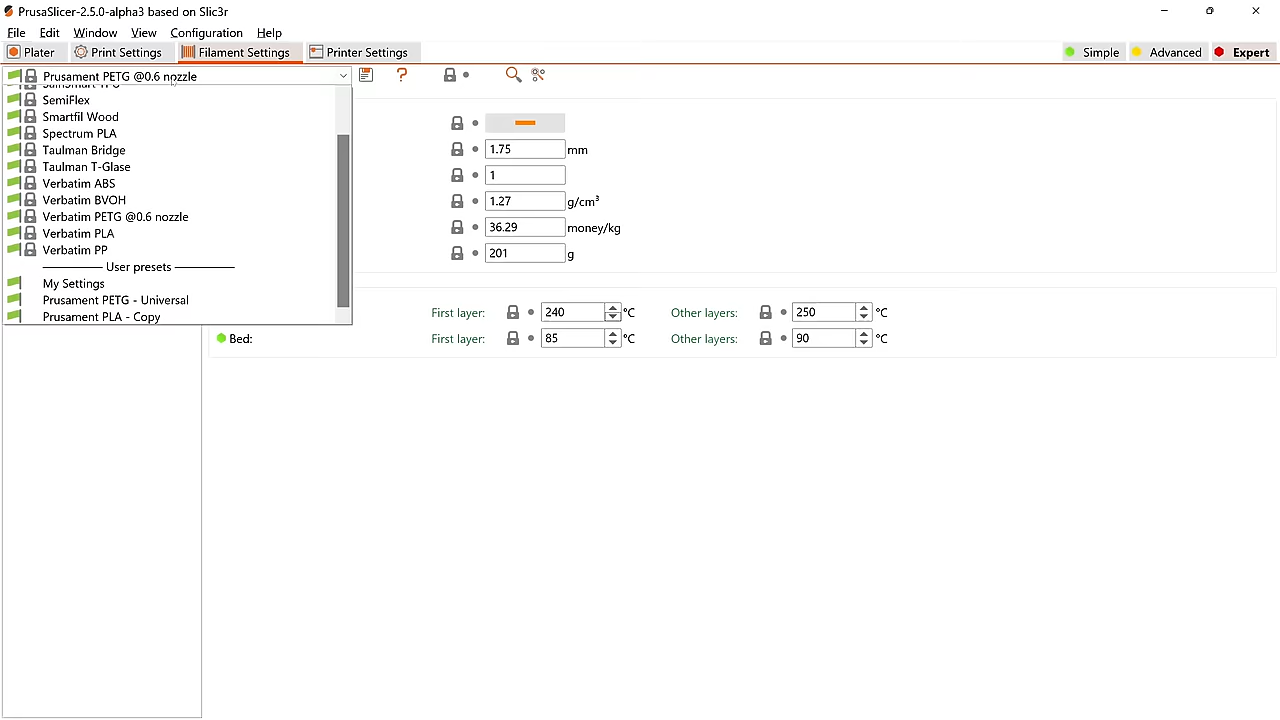 PrusaSlicer-2.5.0-alpha3 based on Slic3r
File Edit Window View Configuration Help
Plater Print Settings Filament Settings Printer Settings Simple Advanced Expert
Prusament PETG @0.6 nozzle ?
SemiFlex
Smartfil Wood
Spectrum PLA
Taulman Bridge
Taulman T-Glase
Verbatim ABS
Verbatim BVOH
Verbatim PETG @0.6 nozzle
Verbatim PLA
Verbatim PP
User presets
My Settings
Prusament PETG - Universal
Prusament PLA - Copy
1.75 mm
1
1.27 g/cm³
36.29 money/kg
201 g
First layer: 240 °C Other layers: 250 °C
Bed: First layer: 85 °C Other layers: 90 °C